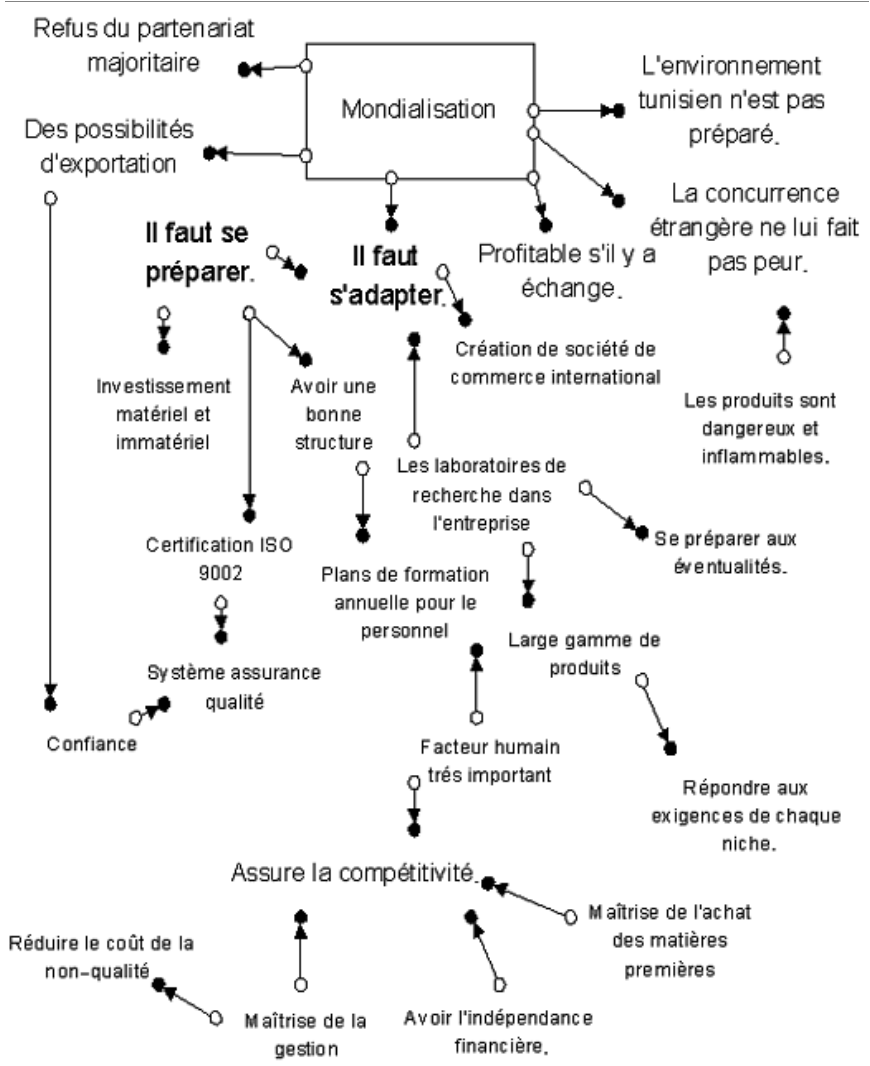 Refus du partenariat
majoritaire
Mondialisation
L'environnement
tunisien n'est pas
préparé.
Des possibilités
d'exportation
La concurrence
étrangère ne lui fait
pas peur.
Il faut se
préparer.
Il faut
s'adapter.
Profitable s'il y a
échange.
Création de société de
commerce international
Investissement
matériel et
immatériel
Avoir une
bonne
structure
Les produits sont
dangereux et
inflammables.
Les laboratoires de
recherche dans
l'entreprise
Certification ISO
9002
Se préparer aux
éventualités.
Plans de formation
annuelle pour le
personnel
Large gamme de
produits
Système assurance
qualité
Confiance
Facteur humain
trés important
Répondre aux
exigences de chaque
niche.
Assure la compétitivité.
Maîtrise de l'achat
des matières
premières
Réduire le coût de la
non-qualité
Maîtrise de la
gestion
Avoir l'indépendance
financière.